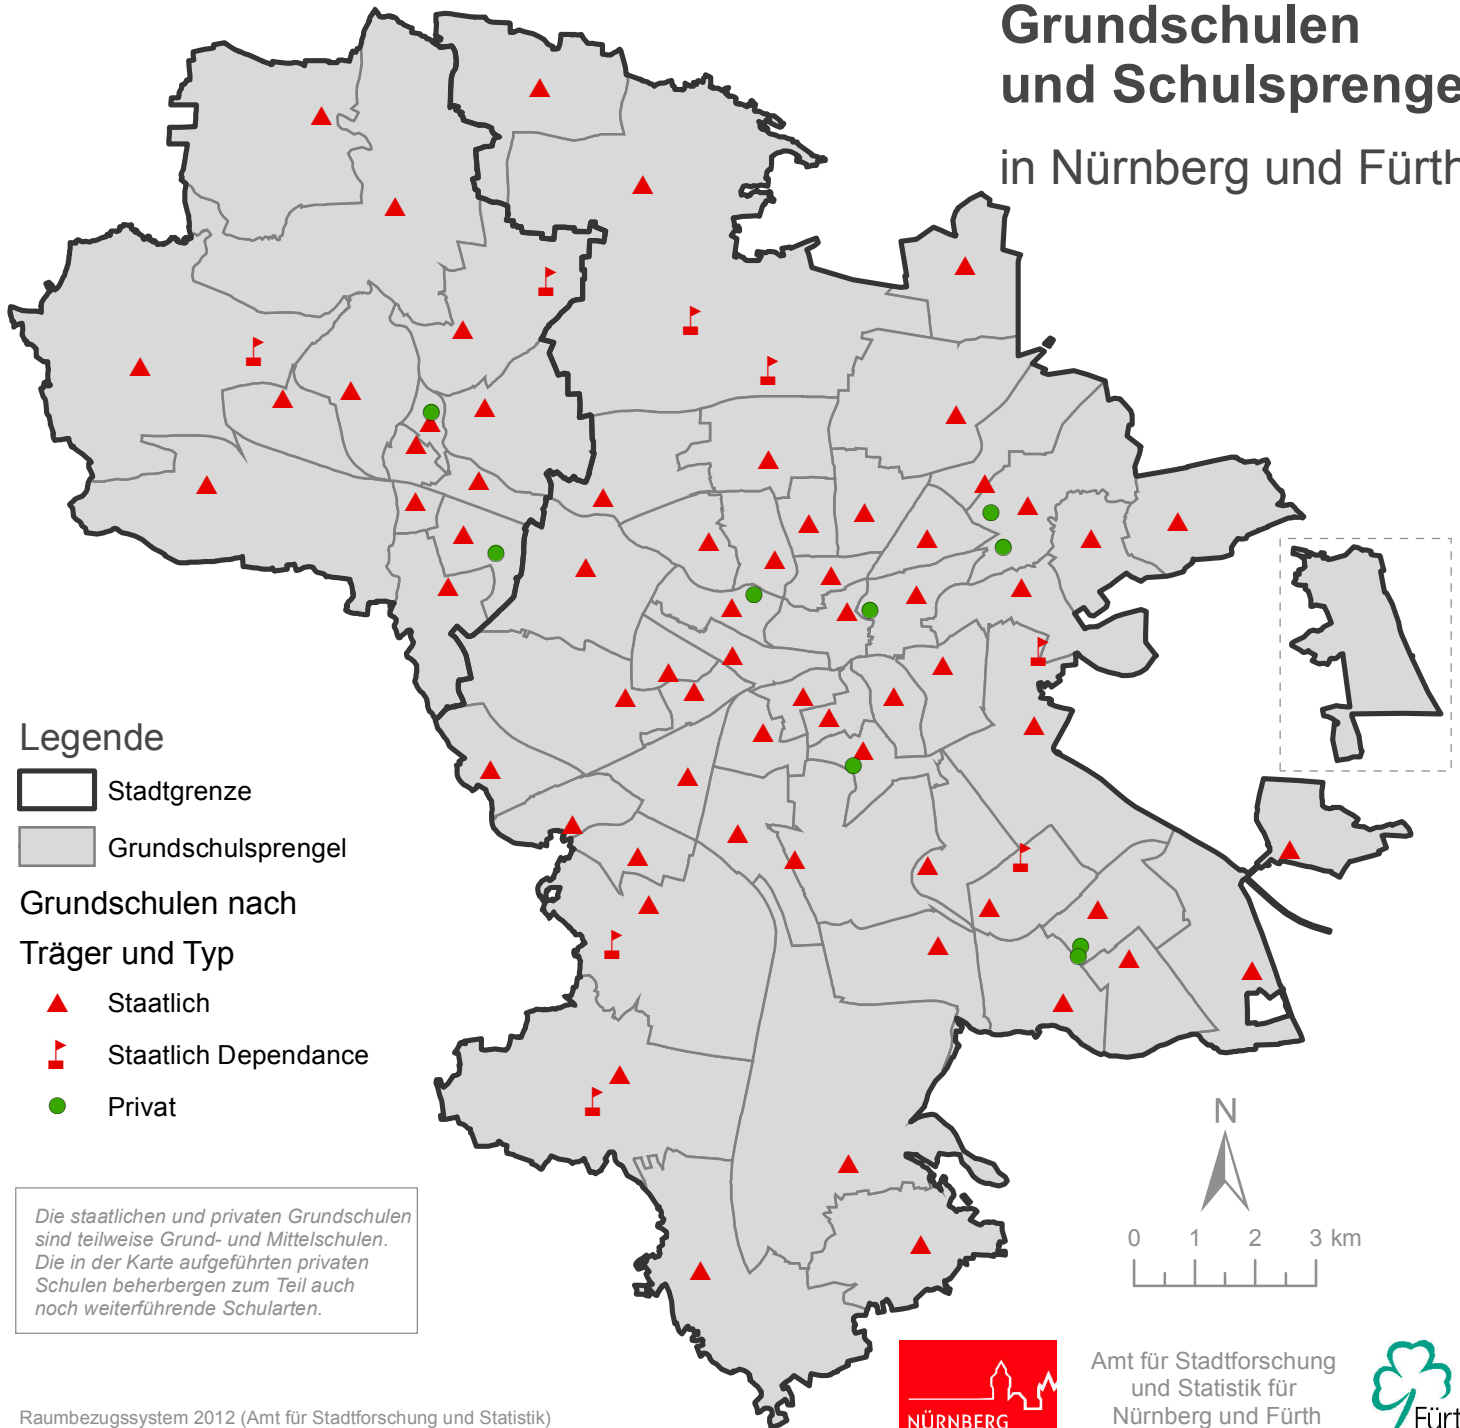 Grundschulen
und Schulsprenge
in Nürnberg und Fürth
Legende
Stadtgrenze
Grundschulsprengel
Grundschulen nach
Träger und Typ
Staatlich
Staatlich Dependance
Privat
Die staatlichen und privaten Grundschulen
sind teilweise Grund- und Mittelschulen.
Die in der Karte aufgeführten privaten
Schulen beherbergen zum Teil auch
noch weiterführende Schularten.
N
0 1 2 3 km
NÜRNBERG
Amt für Stadtforschung
und Statistik für
Nürnberg und Fürth
Fürt
Raumbezugssystem 2012 (Amt für Stadtforschung und Statistik)